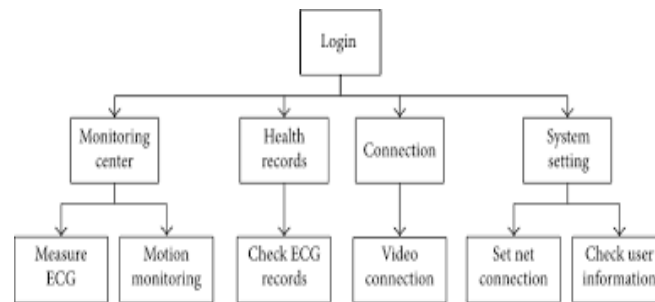 Login
Monitoring
center
Health
records
Connection
System
setting
Measure
ECG
Motion
monitoring
Check ECG
records
Video
connection
Set net
connection
Check user
information